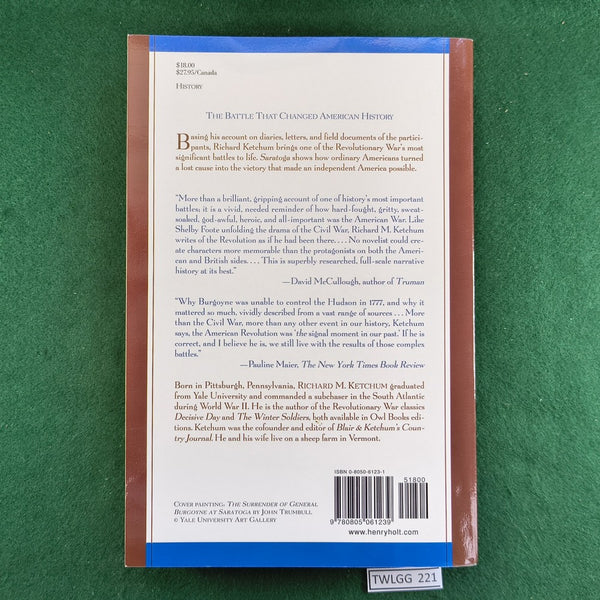 $18.00
$27.95/Canada
History
The Battle That Changed American History
Basing his account on diaries, letters, and field documents of the partici-
pants, Richard Ketchum brings one of the Revolutionary War's most
significant battles to life. Saratoga shows how ordinary Americans turned
a lost cause into the victory that made an independent America possible.
"More than a brilliant, gripping account of one of history's most important
battles; it is a vivid, needed reminder of how hard-fought, gritty, sweat-
soaked, god-awful, heroic, and all-important was the American War. Like
Shelby Foote unfolding the drama of the Civil War, Richard M. Ketchum
writes of the Revolution as if he had been there. . . . No novelist could cre-
ate characters more memorable than the protagonists on both the Ameri-
can and British sides. . . . This is superbly researched, full-scale narrative
history at its best."
—David McCullough, author of Truman
"Why Burgoyne was unable to control the Hudson in 1777, and why it
mattered so much, vividly described from a vast range of sources . . . More
than the Civil War, more than any other event in our history, Ketchum
says, the American Revolution was 'the signal moment in our past.' If he is
correct, and I believe he is, we still live with the results of those complex
battles."
—Pauline Maier, The New York Times Book Review
Born in Pittsburgh, Pennsylvania, Richard M. Ketchum graduated
from Yale University and commanded a subchaser in the South Atlantic
during World War II. He is the author of the Revolutionary War classics
Decisive Day and The Winter Soldiers, both available in Owl Books edi-
tions. Ketchum was the cofounder and editor of Blair & Ketchum's Coun-
try Journal. He and his wife live on a sheep farm in Vermont.
ISBN 0-8050-6123-1
51800
9 780805 061239
www.henryholt.com
Cover painting: The Surrender of General
Burgoyne at Saratoga by John Trumbull
© Yale University Art Gallery
TWLGG 221